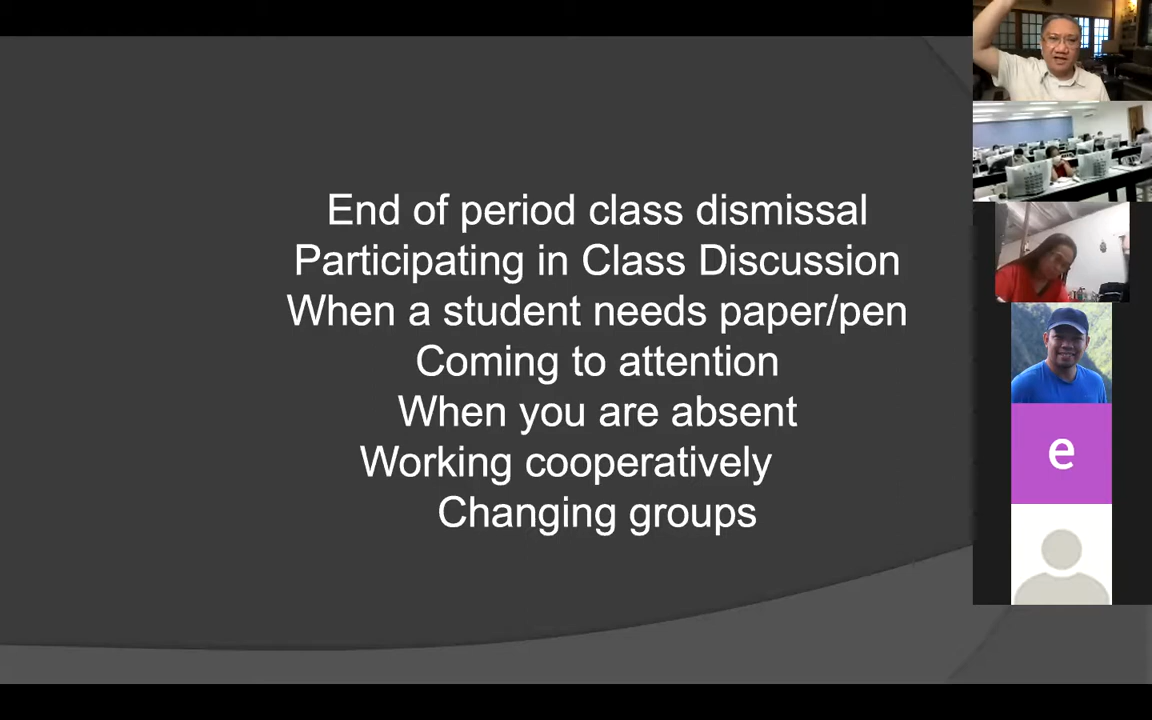 End of period class dismissal
Participating in Class Discussion
When a student needs paper/pen
Coming to attention
When you are absent
Working cooperatively
Changing groups
e